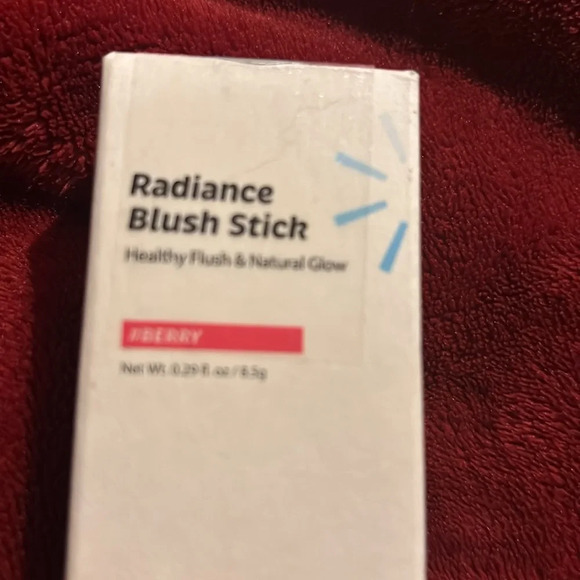 Radiance
Blush Stick
Healthy Flush & Natural Glow
#BERRY
Net Wt. 0.29 fl. oz / 8.5g